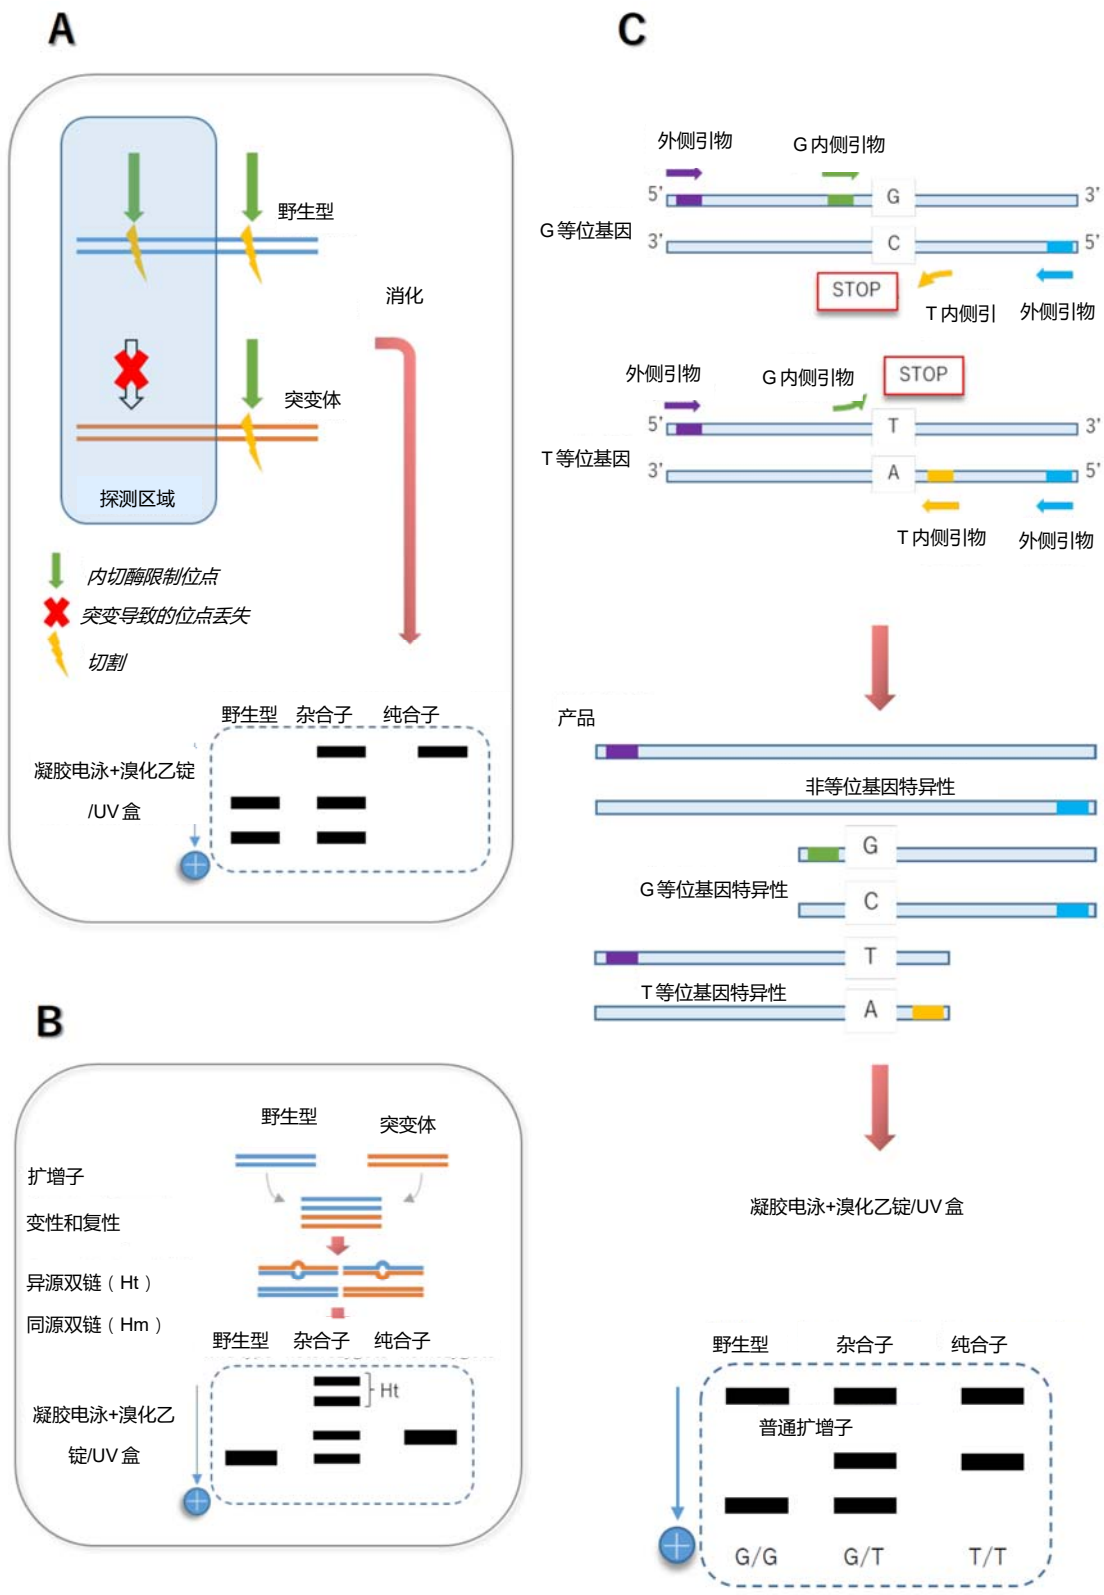 A
野生型
消化
突变体
探测区域
内切酶限制位点
突变导致的位点丢失
切割
野生型 杂合子 纯合子
凝胶电泳+溴化乙锭
/UV盒
B
野生型 突变体
扩增子
变性和复性
异源双链(Ht)
同源双链(Hm)
野生型 杂合子 纯合子
Ht
凝胶电泳+溴化乙
锭/UV盒
C
外侧引物 G内侧引物
5' G 3'
G等位基因
3' C 5'
STOP
T内侧引 外侧引物
外侧引物 G内侧引物 STOP
5' T 3'
T等位基因
3' A 5'
T内侧引物 外侧引物
产品
非等位基因特异性
G
G等位基因特异性
C
T
T等位基因特异性
A
凝胶电泳+溴化乙锭/UV盒
野生型 杂合子 纯合子
普通扩增子
G/G G/T T/T